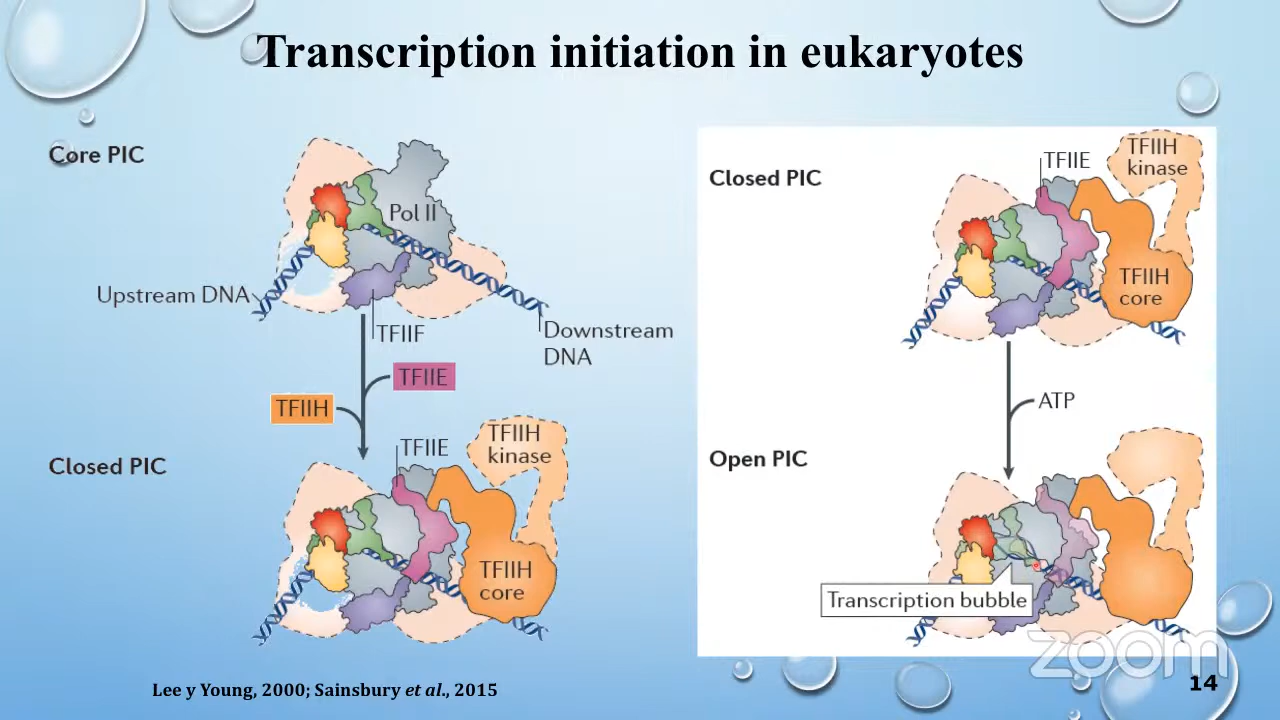 Transcription initiation in eukaryotes
Core PIC
Pol II
Upstream DNA
TFIIF
Downstream
DNA
TFIIE
TFIIH
Closed PIC
TFIIE
TFIIH
kinase
TFIIH
core
Closed PIC
TFIIE
TFIIH
kinase
TFIIH
core
ATP
Open PIC
Transcription bubble
zoom
Lee y Young, 2000; Sainsbury et al., 2015
14